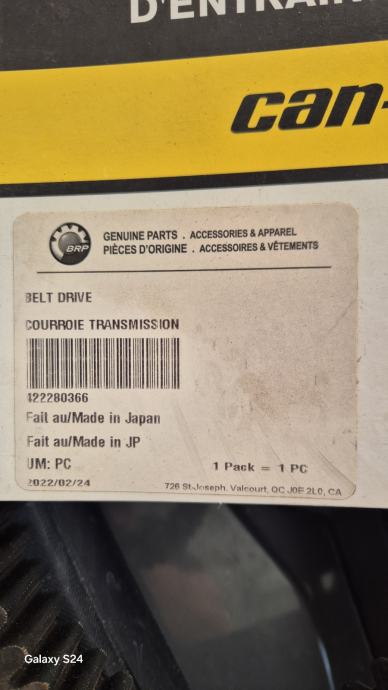 D'ENTRAIN
can-
BRP
GENUINE PARTS . ACCESSORIES & APPAREL
PIÈCES D'ORIGINE . ACCESSOIRES & VÊTEMENTS
BELT DRIVE
COURROIE TRANSMISSION
422280366
Fait au/Made in Japan
Fait au/Made in JP
UM: PC
1 Pack = 1 PC
2022/02/24
726 St-Joseph, Valcourt, QC J0E 2L0, CA
Galaxy S24